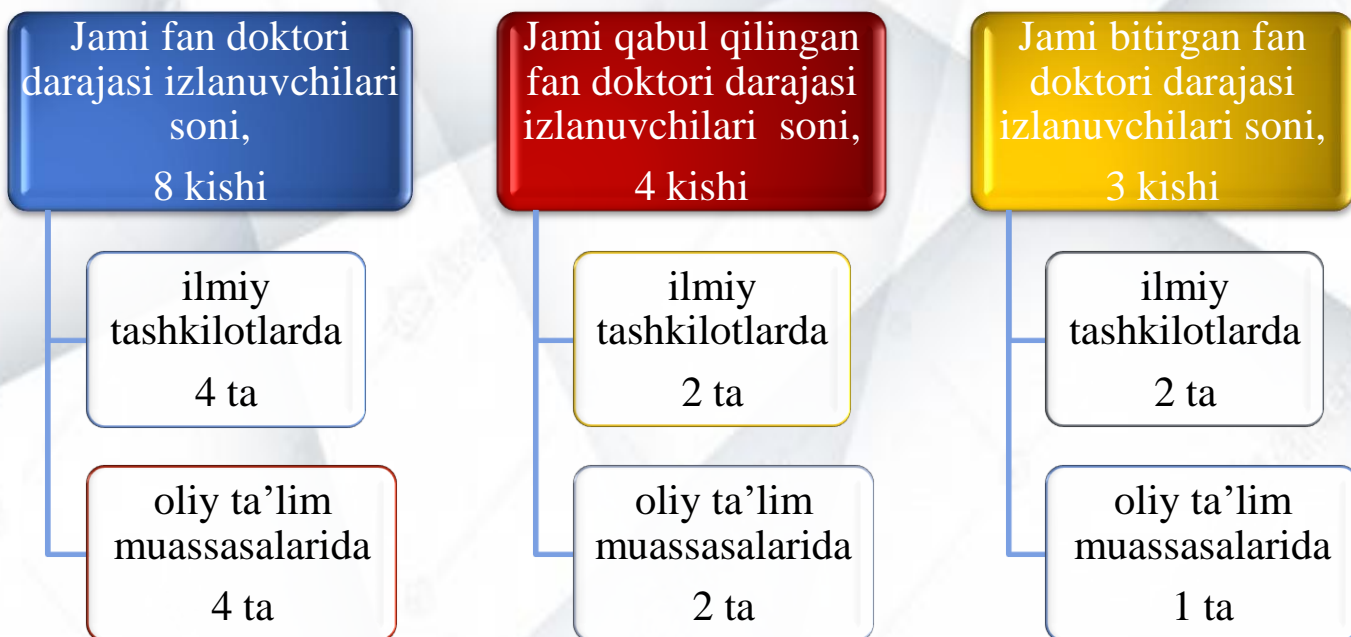 Jami fan doktori
darajasi izlanuvchilari
soni,
8 kishi
ilmiy
tashkilotlarda
4 ta
oliy ta’lim
muassasalarida
4 ta
Jami qabul qilingan
fan doktori darajasi
izlanuvchilari soni,
4 kishi
ilmiy
tashkilotlarda
2 ta
oliy ta’lim
muassasalarida
2 ta
Jami bitirgan fan
doktori darajasi
izlanuvchilari soni,
3 kishi
ilmiy
tashkilotlarda
2 ta
oliy ta’lim
muassasalarida
1 ta